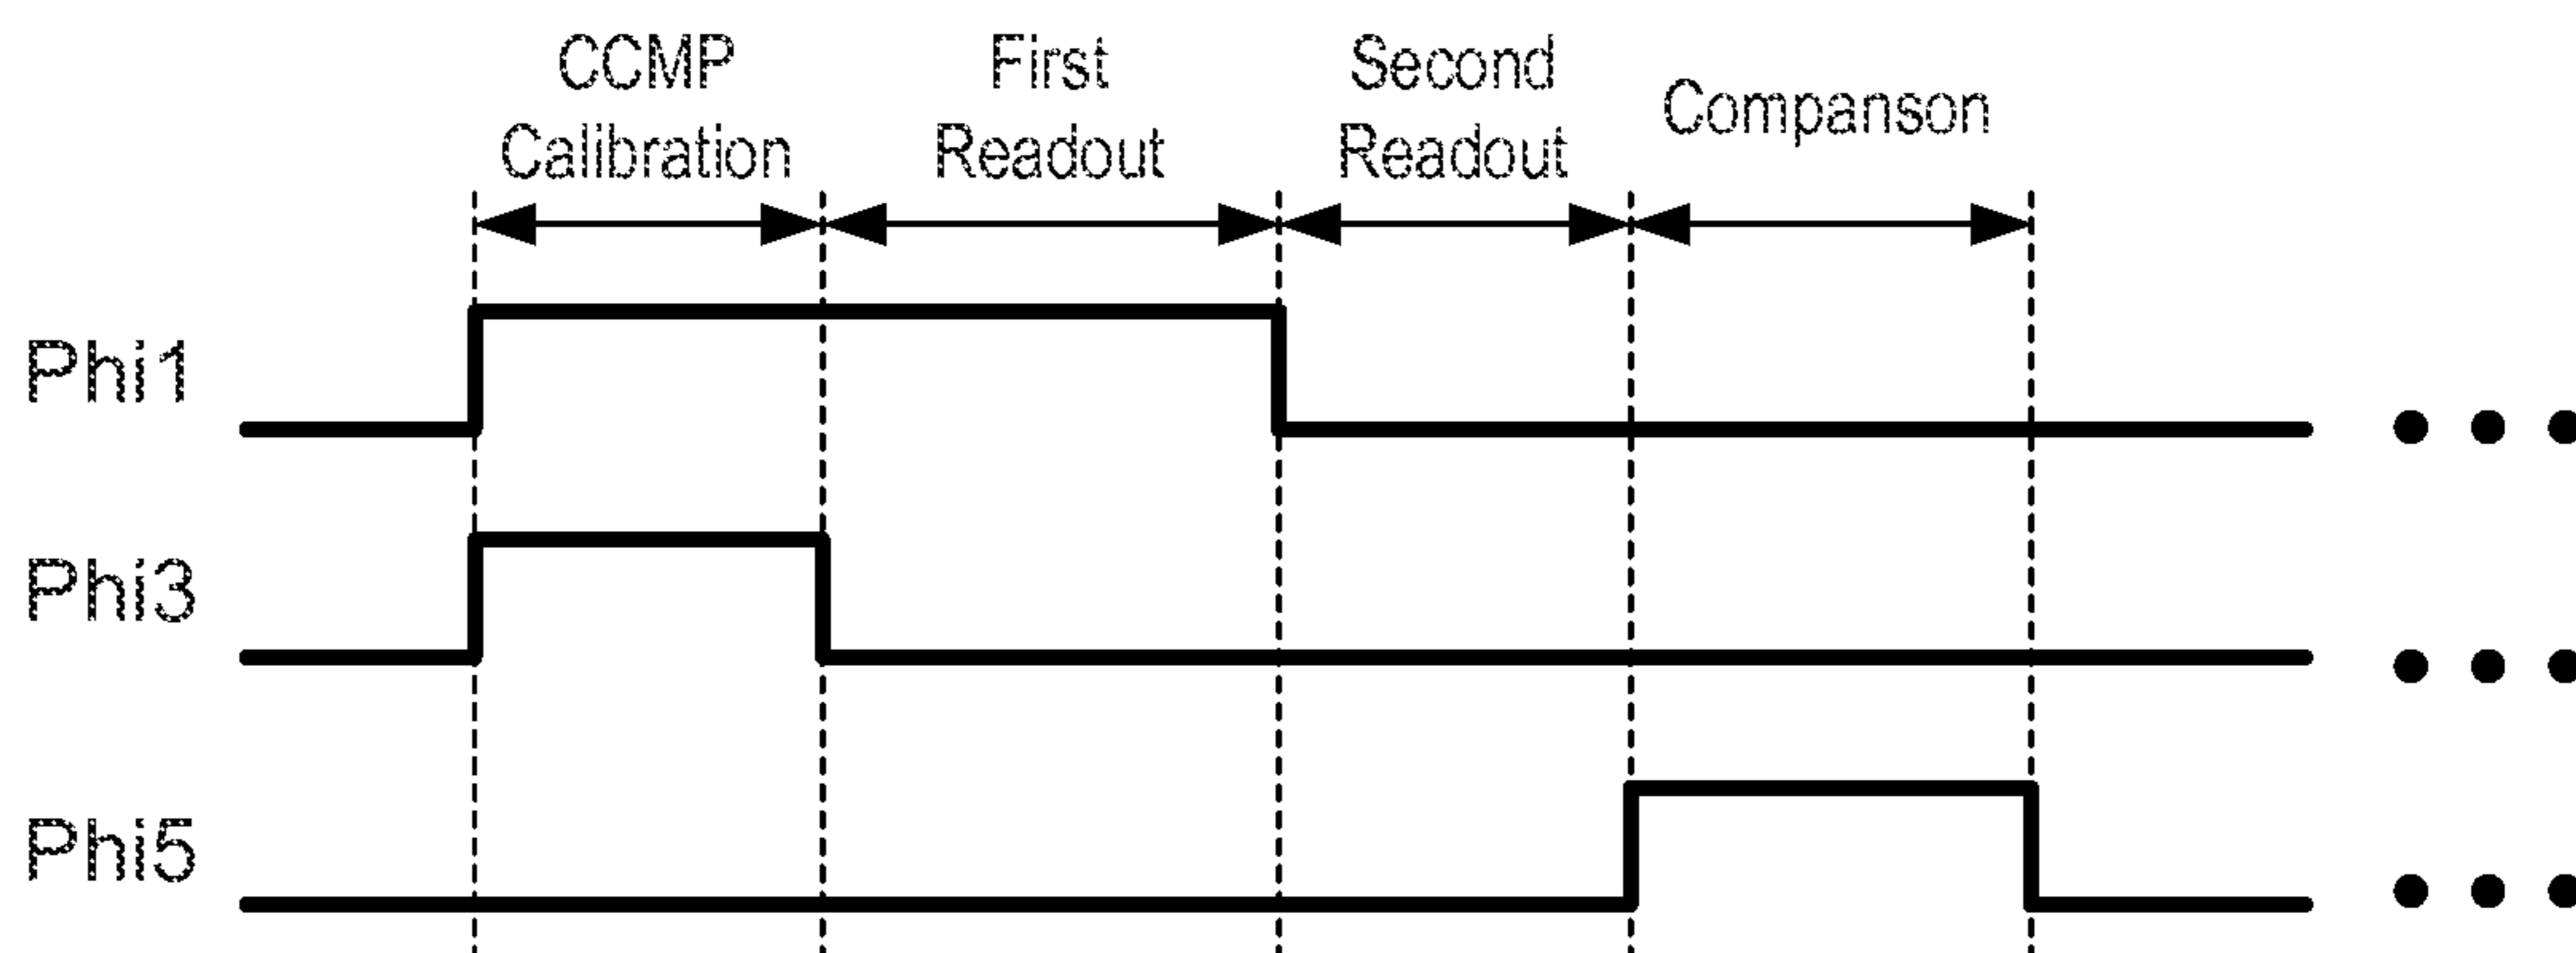 CCMP
Calibration
First
Readout
Second
Readout
Companson
Phi1
Phi3
Phi5